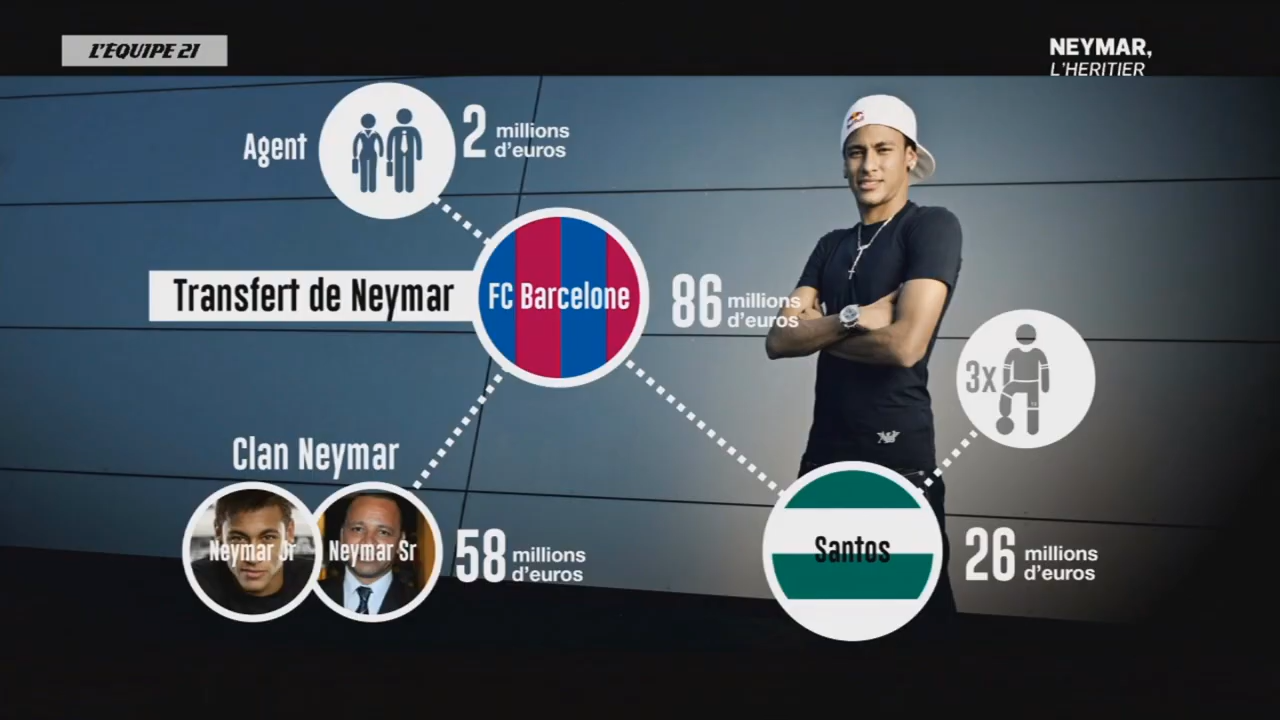 L'ÉQUIPE 21
NEYMAR,
L'HERITIER
Agent
2 millions
d'euros
Transfert de Neymar
FC Barcelone
86 millions
d'euros
3x
Clan Neymar
Neymar Jr
Neymar Sr
58 millions
d'euros
Santos
26 millions
d'euros